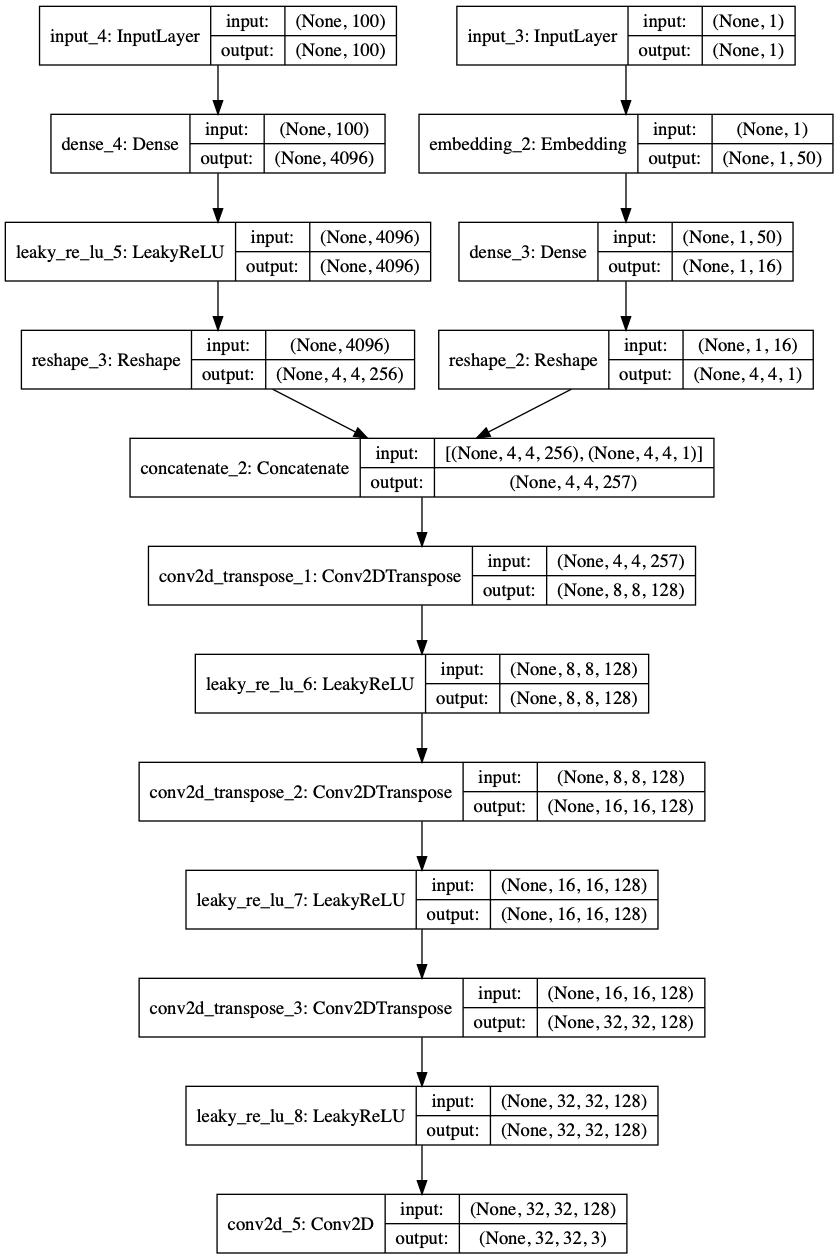 input_4: InputLayer
input: (None, 100)
output: (None, 100)
input_3: InputLayer
input: (None, 1)
output: (None, 1)
dense_4: Dense
input: (None, 100)
output: (None, 4096)
embedding_2: Embedding
input: (None, 1)
output: (None, 1, 50)
leaky_re_lu_5: LeakyReLU
input: (None, 4096)
output: (None, 4096)
dense_3: Dense
input: (None, 1, 50)
output: (None, 1, 16)
reshape_3: Reshape
input: (None, 4096)
output: (None, 4, 4, 256)
reshape_2: Reshape
input: (None, 1, 16)
output: (None, 4, 4, 1)
concatenate_2: Concatenate
input: [(None, 4, 4, 256), (None, 4, 4, 1)]
output: (None, 4, 4, 257)
conv2d_transpose_1: Conv2DTranspose
input: (None, 4, 4, 257)
output: (None, 8, 8, 128)
leaky_re_lu_6: LeakyReLU
input: (None, 8, 8, 128)
output: (None, 8, 8, 128)
conv2d_transpose_2: Conv2DTranspose
input: (None, 8, 8, 128)
output: (None, 16, 16, 128)
leaky_re_lu_7: LeakyReLU
input: (None, 16, 16, 128)
output: (None, 16, 16, 128)
conv2d_transpose_3: Conv2DTranspose
input: (None, 16, 16, 128)
output: (None, 32, 32, 128)
leaky_re_lu_8: LeakyReLU
input: (None, 32, 32, 128)
output: (None, 32, 32, 128)
conv2d_5: Conv2D
input: (None, 32, 32, 128)
output: (None, 32, 32, 3)